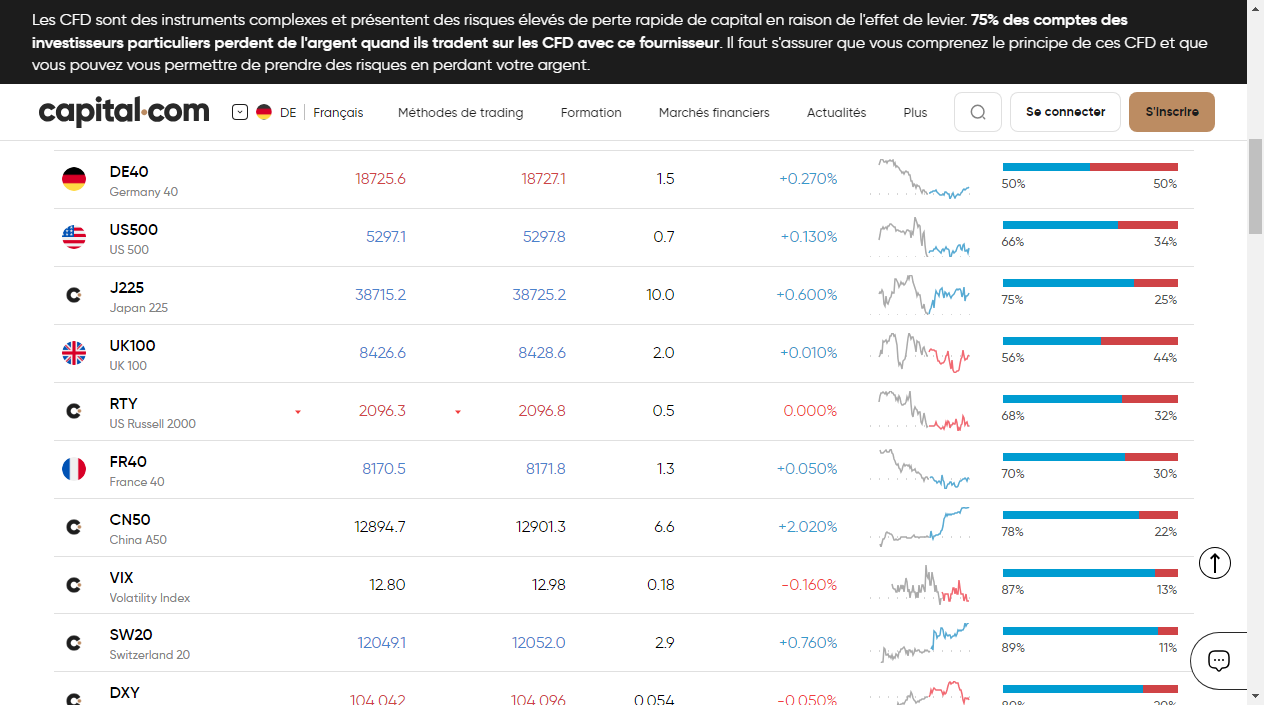 Les CFD sont des instruments complexes et présentent des risques élevés de perte rapide de capital en raison de l'effet de levier. 75% des comptes des
investisseurs particuliers perdent de l'argent quand ils tradent sur les CFD avec ce fournisseur. Il faut s'assurer que vous comprenez le principe de ces CFD et que
vous pouvez vous permettre de prendre des risques en perdant votre argent.
capital.com DE Français Méthodes de trading Formation Marchés financiers Actualités Plus Se connecter S'inscrire
DE40 18725.6 18727.1 1.5 +0.270%
Germany 40 50% 50%
US500 5297.1 5297.8 0.7 +0.130%
US 500 66% 34%
J225 38715.2 38725.2 10.0 +0.600%
Japan 225 75% 25%
UK100 8426.6 8428.6 2.0 +0.010%
UK 100 56% 44%
RTY 2096.3 2096.8 0.5 0.000%
US Russell 2000 68% 32%
FR40 8170.5 8171.8 1.3 +0.050%
France 40 70% 30%
CN50 12894.7 12901.3 6.6 +2.020%
China A50 78% 22%
VIX 12.80 12.98 0.18 -0.160%
Volatility Index 87% 13%
SW20 12049.1 12052.0 2.9 +0.760%
Switzerland 20 89% 11%
DXY 104.042 104.096 0.054 -0.050%